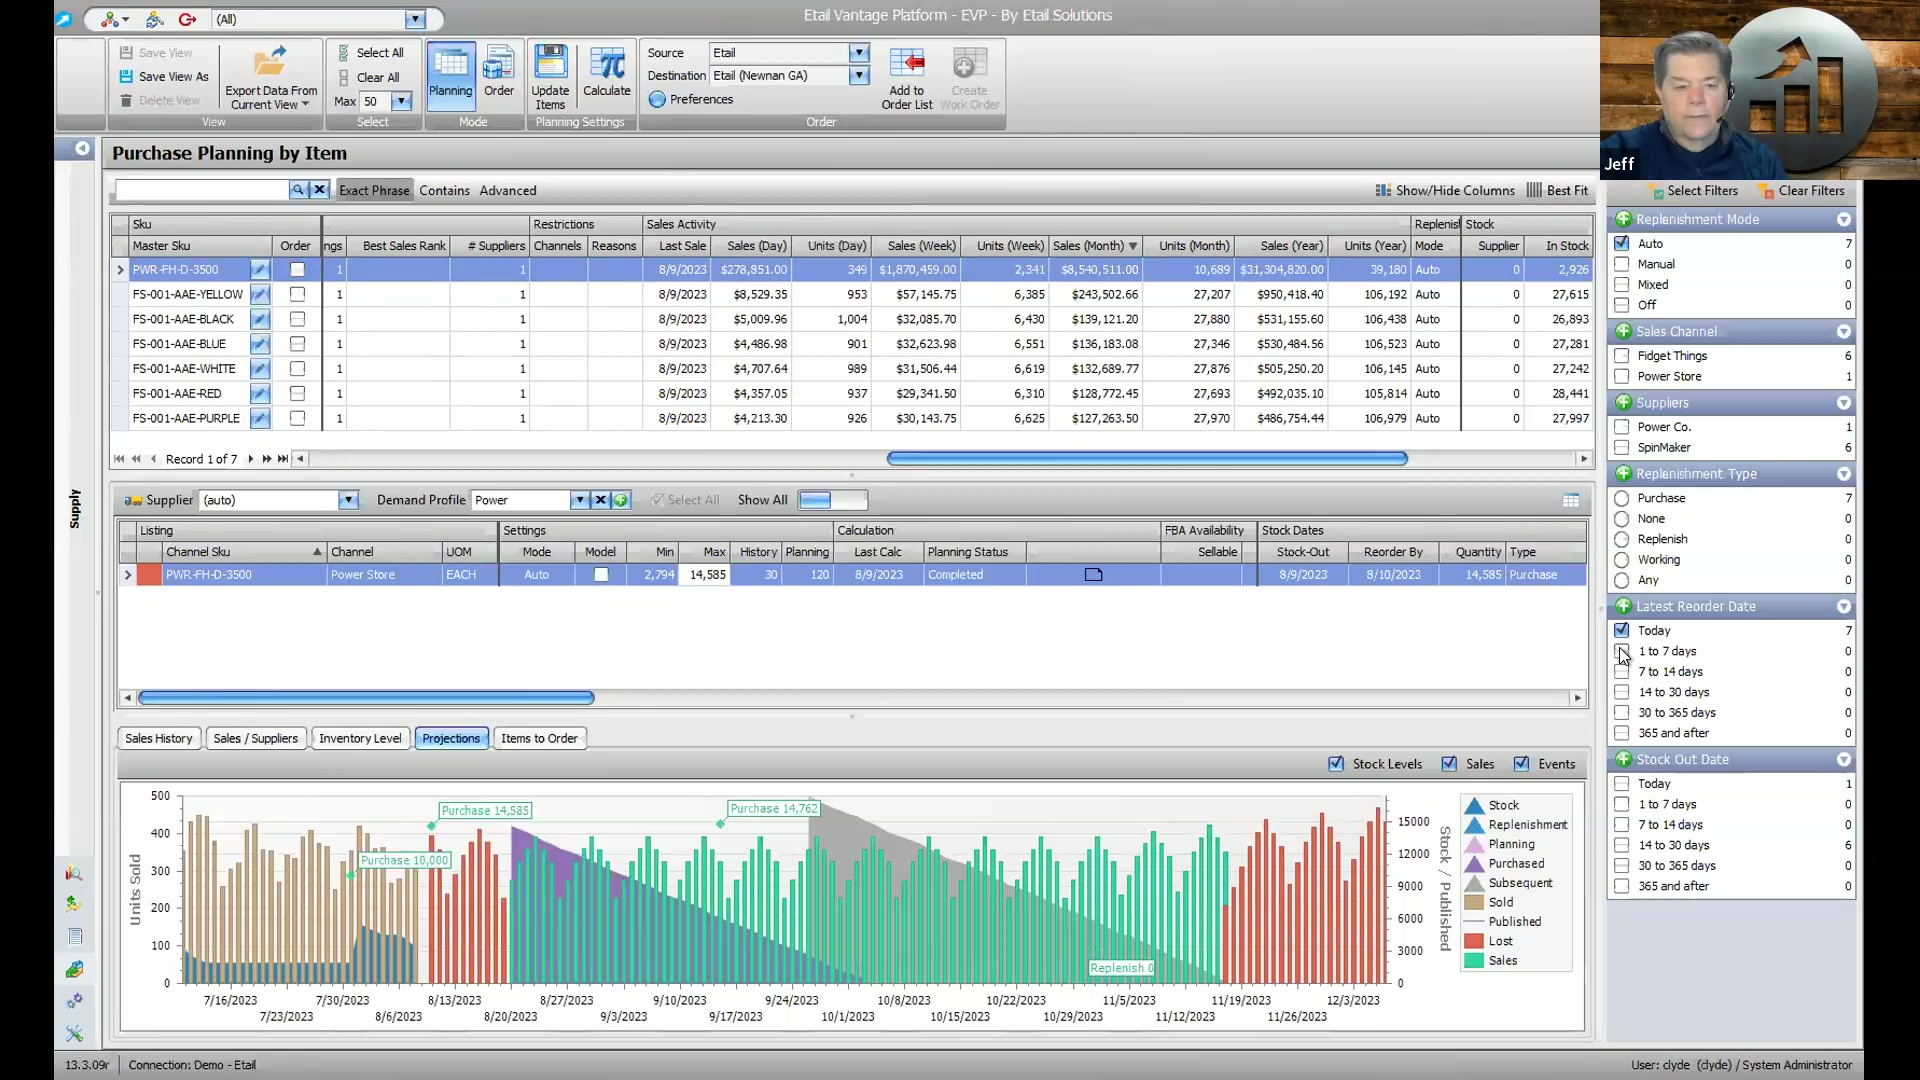 (All)
Etail Vantage Platform - EVP - By Etail Solutions
Save View
Save View As
Delete View
Export Data From
Current View
View
Select All
Clear All
Max 50
Select
Planning
Order
Mode
Update
Items
Calculate
Planning Settings
Source Etail
Destination Etail (Newnan GA)
Preferences
Add to
Order List
Create
Work Order
Order
Jeff
Purchase Planning by Item
Exact Phrase Contains Advanced
Show/Hide Columns Best Fit
Sku Restrictions Sales Activity Replenis Stock
Master Sku Order ngs Best Sales Rank # Suppliers Channels Reasons Last Sale Sales (Day) Units (Day) Sales (Week) Units (Week) Sales (Month) Units (Month) Sales (Year) Units (Year) Mode Supplier In Stock
PWR-FH-D-3500 1 1 8/9/2023 $278,851.00 349 $1,870,459.00 2,341 $8,540,511.00 10,689 $31,304,820.00 39,180 Auto 0 2,926
FS-001-AAE-YELLOW 1 1 8/9/2023 $8,529.35 953 $57,145.75 6,385 $243,502.66 27,207 $950,418.40 106,192 Auto 0 27,615
FS-001-AAE-BLACK 1 1 8/9/2023 $5,009.96 1,004 $32,085.70 6,430 $139,121.20 27,880 $531,155.60 106,438 Auto 0 26,893
FS-001-AAE-BLUE 1 1 8/9/2023 $4,486.98 901 $32,623.98 6,551 $136,183.08 27,346 $530,484.56 106,523 Auto 0 27,281
FS-001-AAE-WHITE 1 1 8/9/2023 $4,707.64 989 $31,506.44 6,619 $132,689.77 27,876 $505,250.20 106,145 Auto 0 27,242
FS-001-AAE-RED 1 1 8/9/2023 $4,357.05 937 $29,341.50 6,310 $128,772.45 27,693 $492,035.10 105,814 Auto 0 28,441
FS-001-AAE-PURPLE 1 1 8/9/2023 $4,213.30 926 $30,143.75 6,625 $127,263.50 27,970 $486,754.44 106,979 Auto 0 27,997
Record 1 of 7
Supplier (auto) Demand Profile Power Select All Show All
Listing Settings Calculation FBA Availability Stock Dates
Channel Sku Channel UOM Mode Model Min Max History Planning Last Calc Planning Status Sellable Stock-Out Reorder By Quantity Type
PWR-FH-D-3500 Power Store EACH Auto 2,794 14,585 30 120 8/9/2023 Completed 8/9/2023 8/10/2023 14,585 Purchase
Sales History Sales / Suppliers Inventory Level Projections Items to Order
Stock Levels Sales Events
Units Sold
500
400
300
200
100
0
Purchase 14,585
Purchase 10,000
Purchase 14,762
Replenish 0
15000
12000
9000
6000
3000
0
Stock / Published
7/16/2023 7/30/2023 8/13/2023 8/27/2023 9/10/2023 9/24/2023 10/8/2023 10/22/2023 11/5/2023 11/19/2023 12/3/2023
7/23/2023 8/6/2023 8/20/2023 9/3/2023 9/17/2023 10/1/2023 10/15/2023 10/29/2023 11/12/2023 11/26/2023
Stock
Replenishment
Planning
Purchased
Subsequent
Sold
Published
Lost
Sales
Select Filters Clear Filters
Replenishment Mode
Auto 7
Manual 0
Mixed 0
Off 0
Sales Channel
Fidget Things 6
Power Store 1
Suppliers
Power Co. 1
SpinMaker 6
Replenishment Type
Purchase 7
None 0
Replenish 0
Working 0
Any 0
Latest Reorder Date
Today 7
1 to 7 days 0
7 to 14 days 0
14 to 30 days 0
30 to 365 days 0
365 and after 0
Stock Out Date
Today 1
1 to 7 days 0
7 to 14 days 0
14 to 30 days 6
30 to 365 days 0
365 and after 0
Supply
13.3.09r Connection: Demo - Etail
User: clyde (clyde) / System Administrator